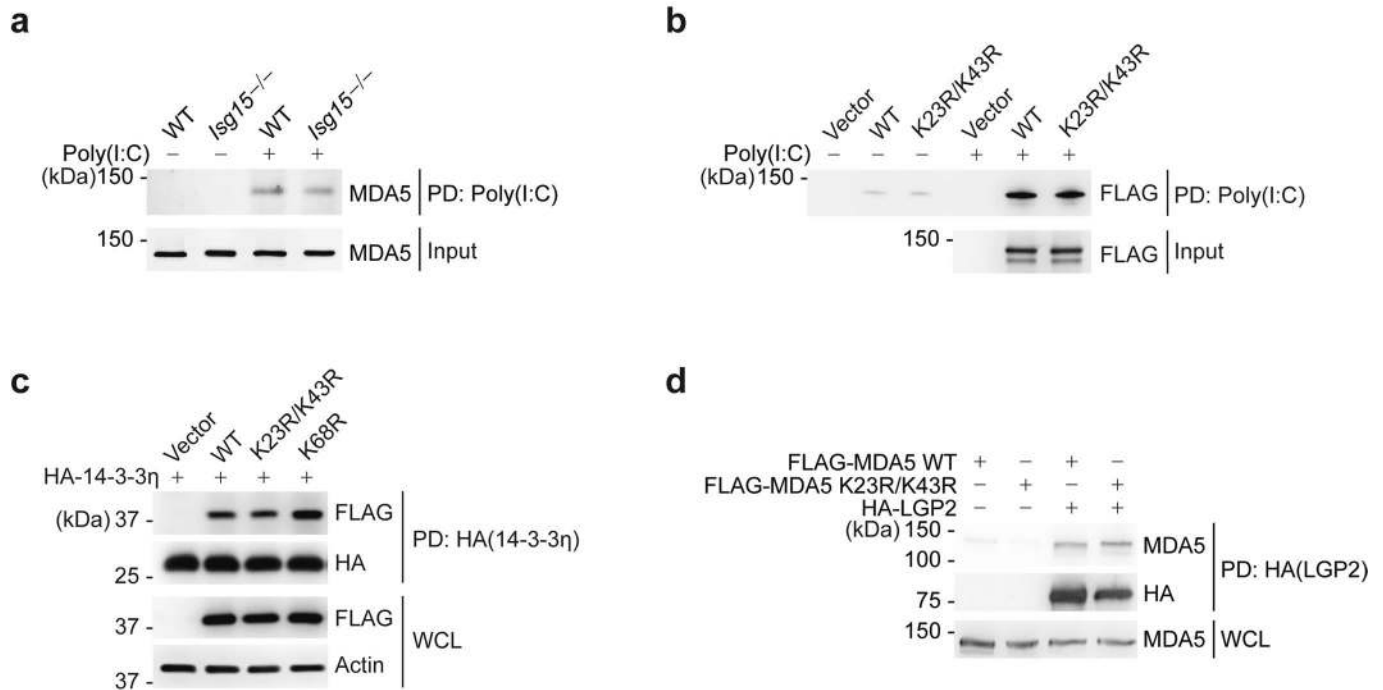 a
WT
Isg15–/–
WT
Isg15–/–
Poly(I:C) – – + +
(kDa) 150 -
MDA5
PD: Poly(I:C)
150 -
MDA5
Input
b
Vector
WT
K23R/K43R
Vector
WT
K23R/K43R
Poly(I:C) – – – + + +
(kDa) 150 -
FLAG
PD: Poly(I:C)
150 -
FLAG
Input
c
Vector
WT
K23R/K43R
K68R
HA-14-3-3η + + + +
(kDa) 37 -
FLAG
HA
PD: HA(14-3-3η)
25 -
FLAG
37 -
WCL
Actin
37 -
d
FLAG-MDA5 WT + – + –
FLAG-MDA5 K23R/K43R – + – +
HA-LGP2 – – + +
(kDa) 150 -
MDA5
100 -
PD: HA(LGP2)
HA
75 -
150 -
MDA5
WCL